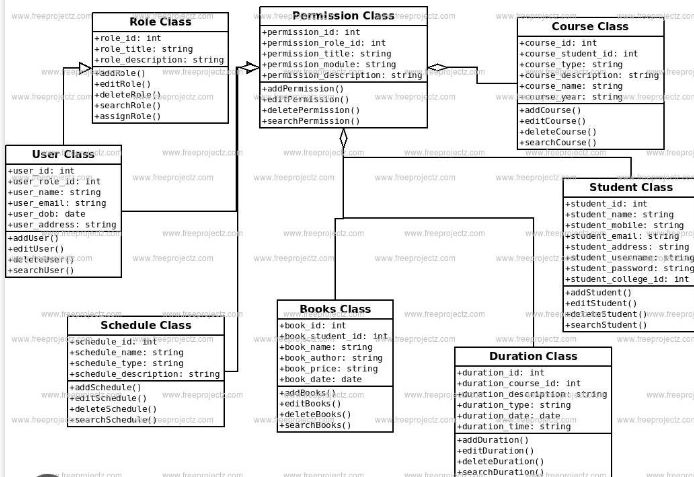 Role Class
+role_id: int
+role_title: string
+role_description: string
+addRole()
+editRole()
+deleteRole()
+searchRole()
+assignRole()
Permission Class
+permission_id: int
+permission_role_id: int
+permission_title: string
+permission_module: string
+permission_description: string
+addPermission()
+editPermission()
+deletePermission()
+searchPermission()
Course Class
+course_id: int
+course_student_id: int
+course_type: string
+course_description: string
+course_name: string
+course_year: string
+addCourse()
+editCourse()
+deleteCourse()
+searchCourse()
User Class
+user_id: int
+user_role_id: int
+user_name: string
+user_email: string
+user_dob: date
+user_address: string
+addUser()
+editUser()
+deleteUser()
+searchUser()
Student Class
+student_id: int
+student_name: string
+student_mobile: string
+student_email: string
+student_address: string
+student_username: string
+student_password: string
+student_college_id: int
+addStudent()
+editStudent()
+deleteStudent()
+searchStudent()
Schedule Class
+schedule_id: int
+schedule_name: string
+schedule_type: string
+schedule_description: string
+addSchedule()
+editSchedule()
+deleteSchedule()
+searchSchedule()
Books Class
+book_id: int
+book_student_id: int
+book_name: string
+book_author: string
+book_price: string
+book_date: date
+addBooks()
+editBooks()
+deleteBooks()
+searchBooks()
Duration Class
+duration_id: int
+duration_course_id: int
+duration_description: string
+duration_type: string
+duration_date: date
+duration_time: string
+addDuration()
+editDuration()
+deleteDuration()
+searchDuration()
www.freeprojectz.com